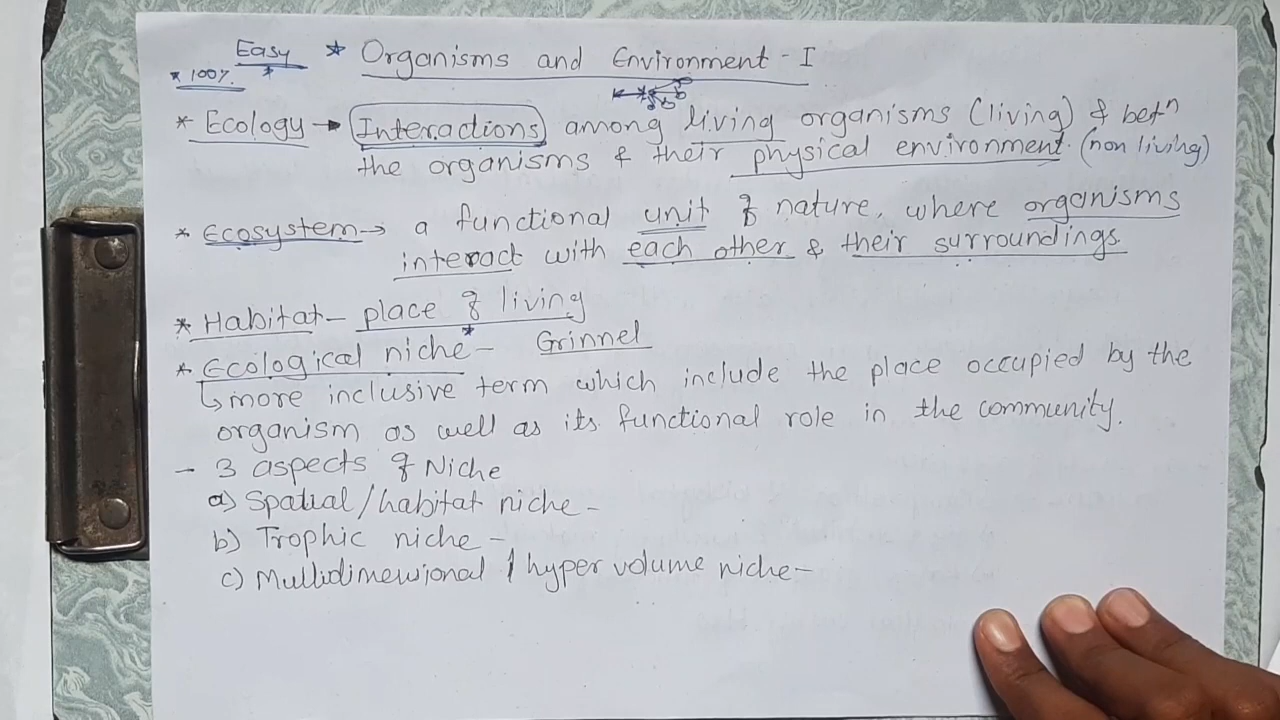 Easy * Organisms and Environment - I
* 100%. *
* Ecology → Interactions among living organisms (living) & betⁿ
the organisms & their physical environment. (non living)
* Ecosystem → a functional unit of nature, where organisms
interact with each other & their surroundings.
* Habitat - place of living
* Ecological niche - Grinnel
↳ more inclusive term which include the place occupied by the
organism as well as its functional role in the community.
- 3 aspects of Niche
a) Spatial/habitat niche -
b) Trophic niche -
c) Multidimensional / hyper volume niche -